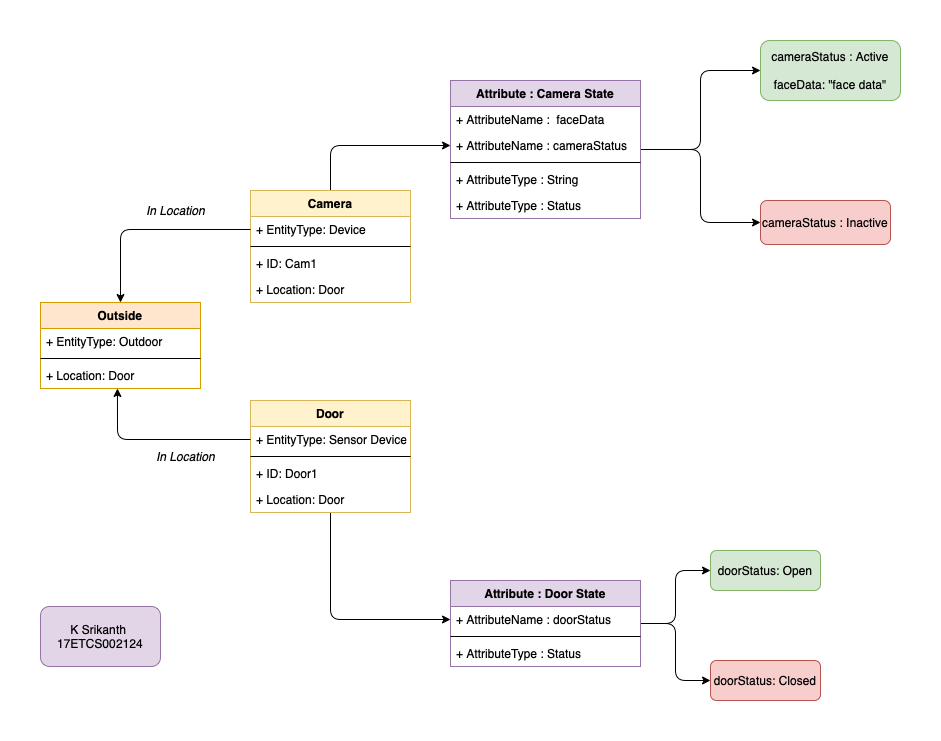 cameraStatus : Active
faceData: "face data"
Attribute : Camera State
+ AttributeName :  faceData
+ AttributeName : cameraStatus
+ AttributeType : String
+ AttributeType : Status
cameraStatus : Inactive
Camera
+ EntityType: Device
+ ID: Cam1
+ Location: Door
In Location
Outside
+ EntityType: Outdoor
+ Location: Door
In Location
Door
+ EntityType: Sensor Device
+ ID: Door1
+ Location: Door
Attribute : Door State
+ AttributeName : doorStatus
+ AttributeType : Status
doorStatus: Open
doorStatus: Closed
K Srikanth
17ETCS002124